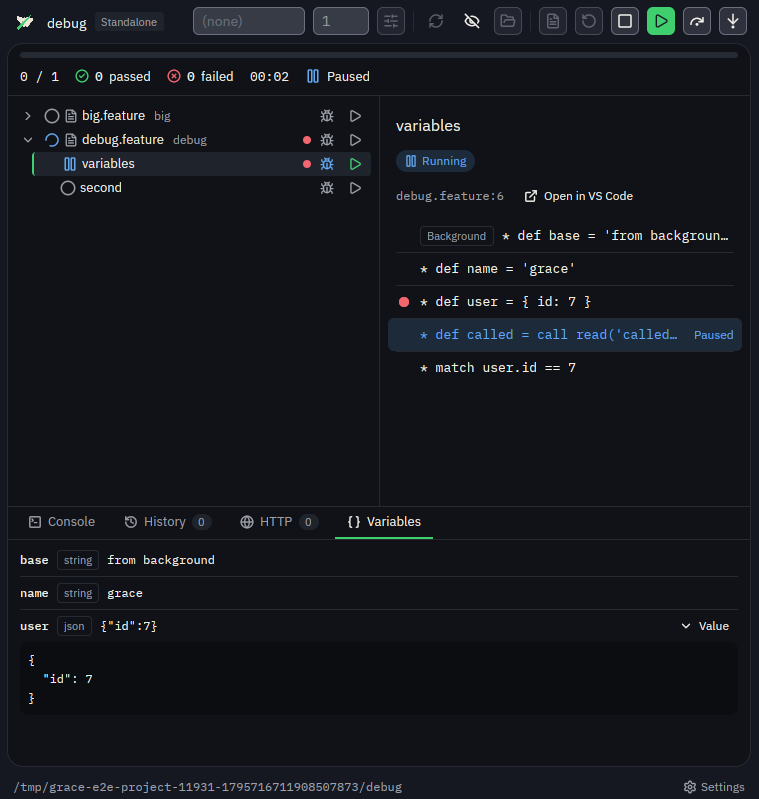 debug Standalone (none) 1
0 / 1 0 passed 0 failed 00:02 Paused
big.feature big
debug.feature debug
variables
second
variables
Running
debug.feature:6 Open in VS Code
Background * def base = 'from backgroun…
* def name = 'grace'
* def user = { id: 7 }
* def called = call read('called… Paused
* match user.id == 7
Console History 0 HTTP 0 {} Variables
base string from background
name string grace
user json {"id":7} Value
{
"id": 7
}
/tmp/grace-e2e-project-11931-1795716711908507873/debug Settings